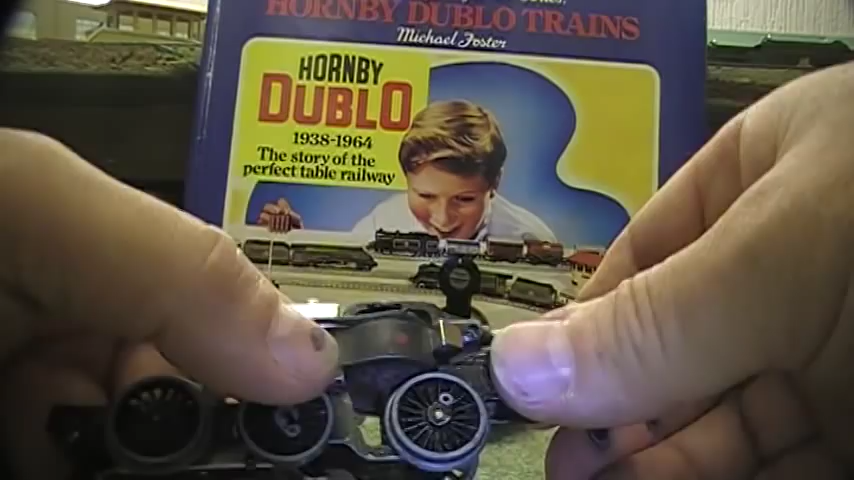 HORNBY DUBLO TRAINS
Michael Foster
HORNBY
DUBLO
1938-1964
The story of the
perfect table railway